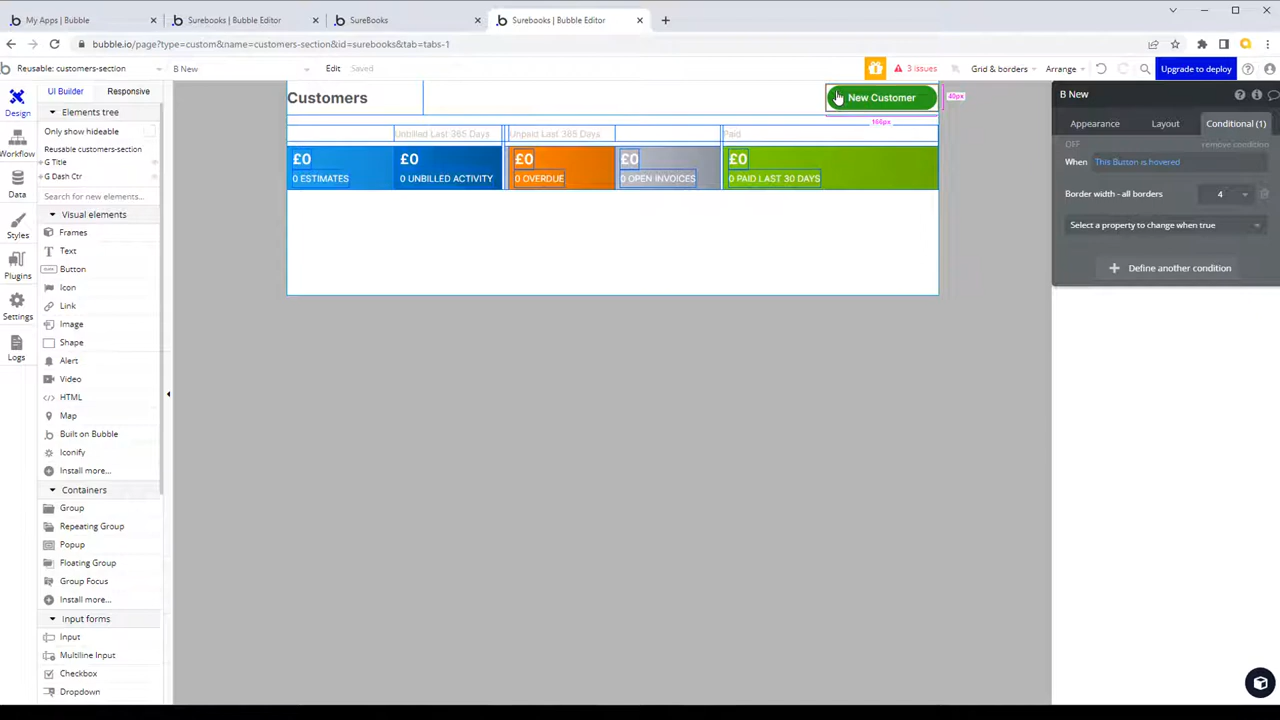 My Apps | Bubble
Surebooks | Bubble Editor
SureBooks
Surebooks | Bubble Editor
bubble.io/page?type=custom&name=customers-section&id=surebooks&tab=tabs-1
Reusable: customers-section
B New
Edit
Saved
3 issues
Grid & borders
Arrange
Upgrade to deploy
Design
Workflow
Data
Styles
Plugins
Settings
Logs
UI Builder
Responsive
Elements tree
Only show hideable
Reusable customers-section
G Title
G Dash Ctr
Search for new elements...
Visual elements
Frames
Text
Button
Icon
Link
Image
Shape
Alert
Video
HTML
Map
Built on Bubble
Iconify
Install more...
Containers
Group
Repeating Group
Popup
Floating Group
Group Focus
Install more...
Input forms
Input
Multiline Input
Checkbox
Dropdown
Customers
New Customer
40px
166px
Unbilled Last 365 Days
Unpaid Last 365 Days
Paid
£0
£0
£0
£0
£0
0 ESTIMATES
0 UNBILLED ACTIVITY
0 OVERDUE
0 OPEN INVOICES
0 PAID LAST 30 DAYS
B New
Appearance
Layout
Conditional (1)
OFF
remove condition
When
This Button is hovered
Border width - all borders
4
Select a property to change when true
Define another condition